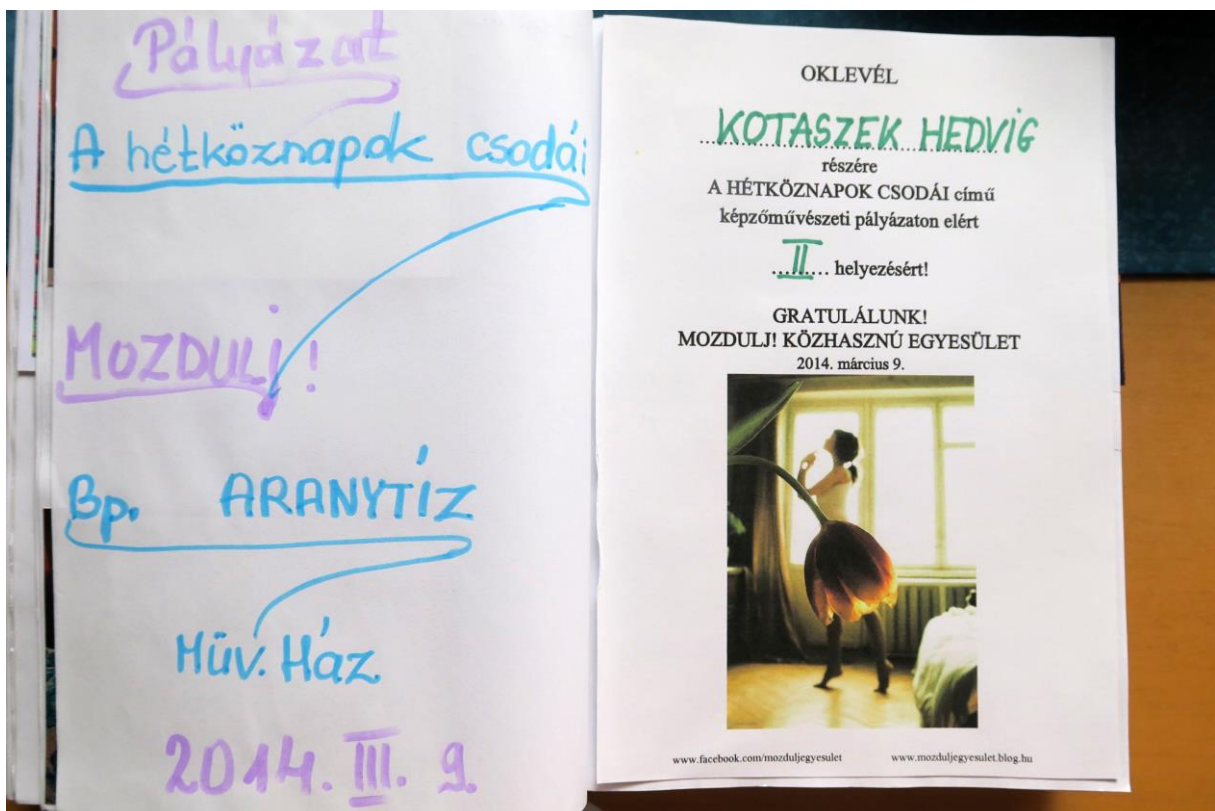 Pályázat
A hétköznapok csodái
MOZDULJ!
Bp. ARANYTÍZ
Műv. Ház.
2014. III. 9.
OKLEVÉL
KOTASZEK HEDVIG
részére
A HÉTKÖZNAPOK CSODÁI című
képzőművészeti pályázaton elért
II helyezésért!
GRATULÁLUNK!
MOZDULJ! KÖZHASZNÚ EGYESÜLET
2014. március 9.
www.facebook.com/mozduljegyesulet www.mozduljegyesulet.blog.hu